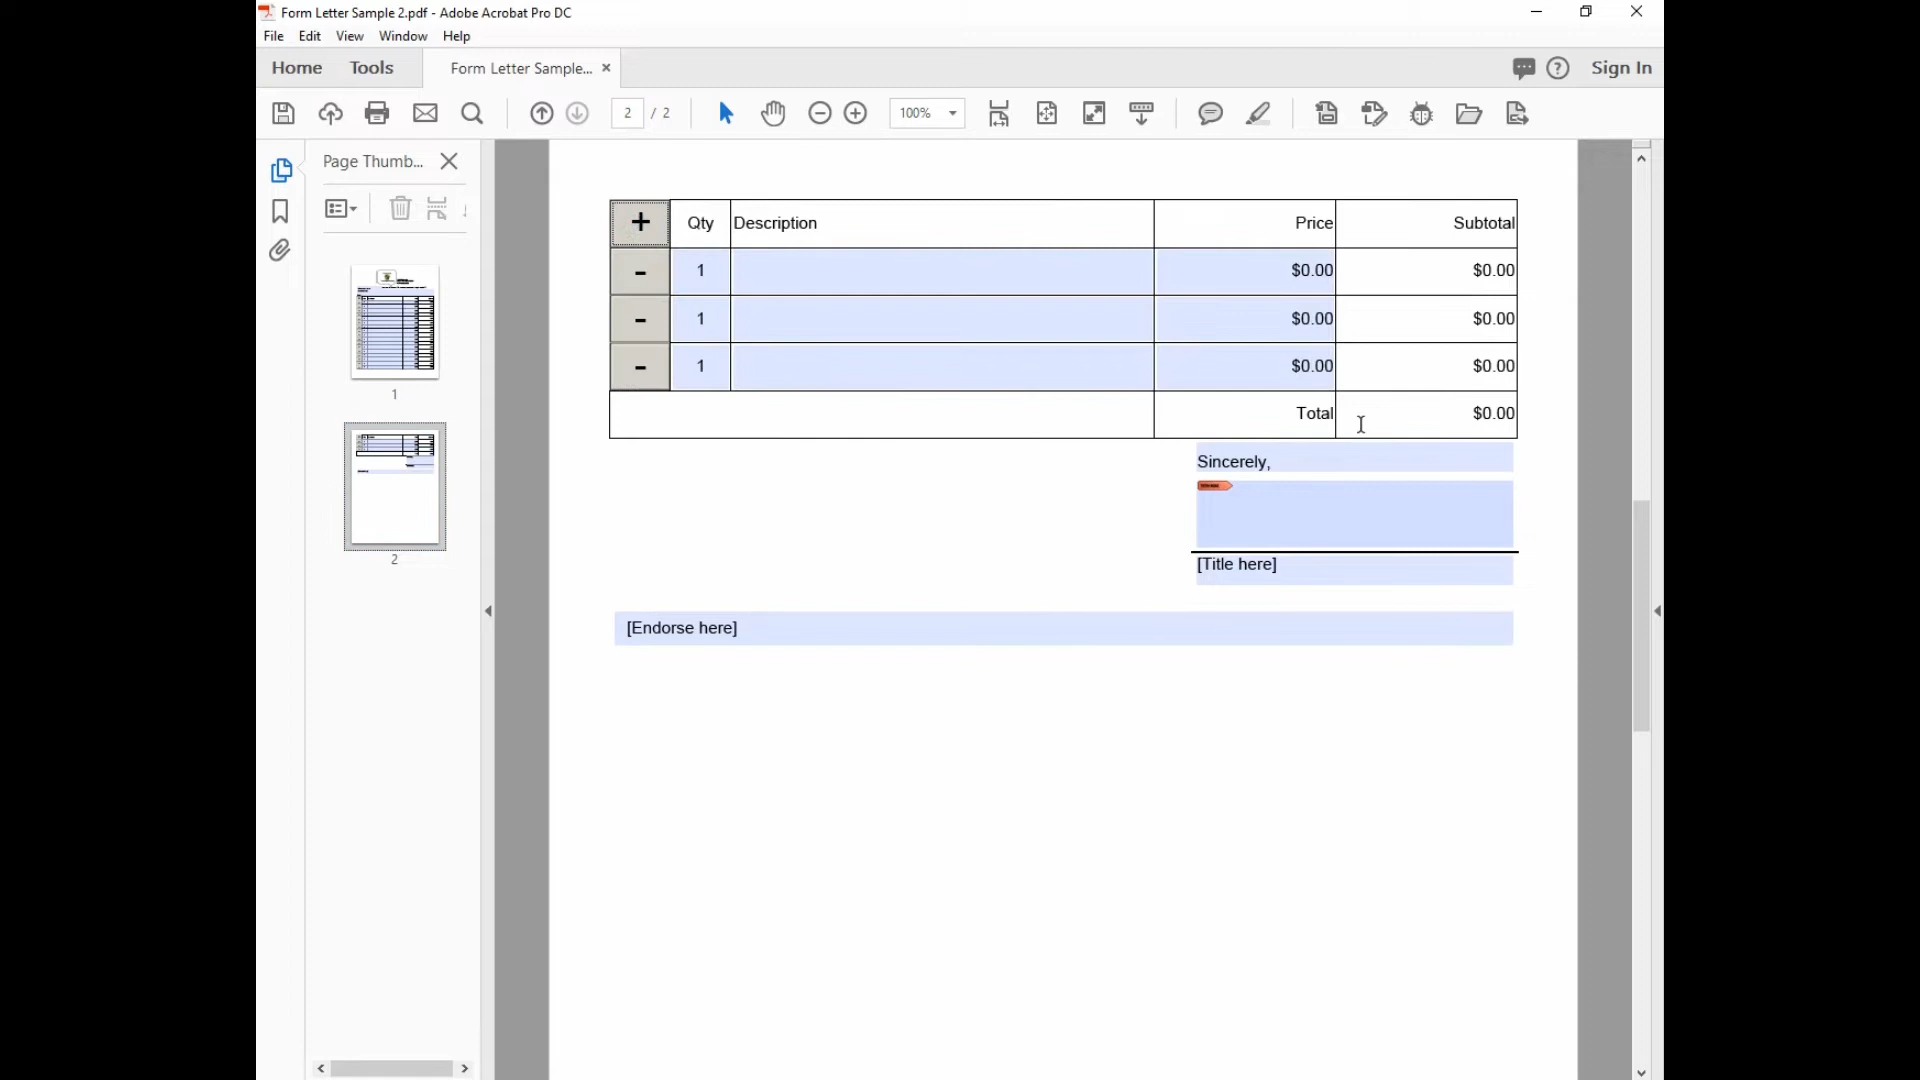 Form Letter Sample 2.pdf - Adobe Acrobat Pro DC
File Edit View Window Help
Home Tools Form Letter Sample... × Sign In
2 / 2 100%
Page Thumb...
1
2
+ Qty Description Price Subtotal
- 1 $0.00 $0.00
- 1 $0.00 $0.00
- 1 $0.00 $0.00
Total $0.00
Sincerely,
[Title here]
[Endorse here]